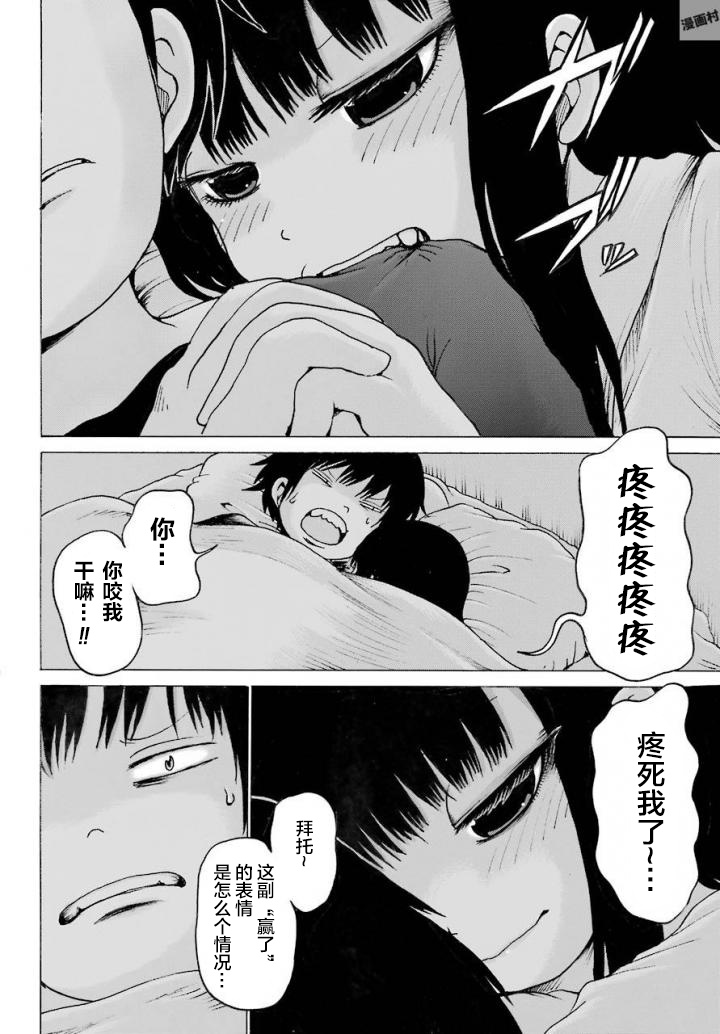 漫画村
疼疼疼疼疼
你…
你咬我
干嘛…!!
疼死我了~…
拜托~
这副“赢了”
的表情
是怎么个情况…